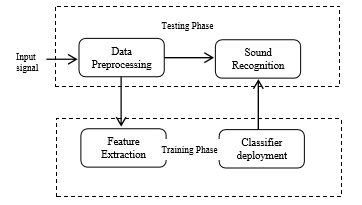 Testing Phase
Input
signal
Data
Preprocessing
Sound
Recognition
Feature
Extraction
Training Phase
Classifier
deployment